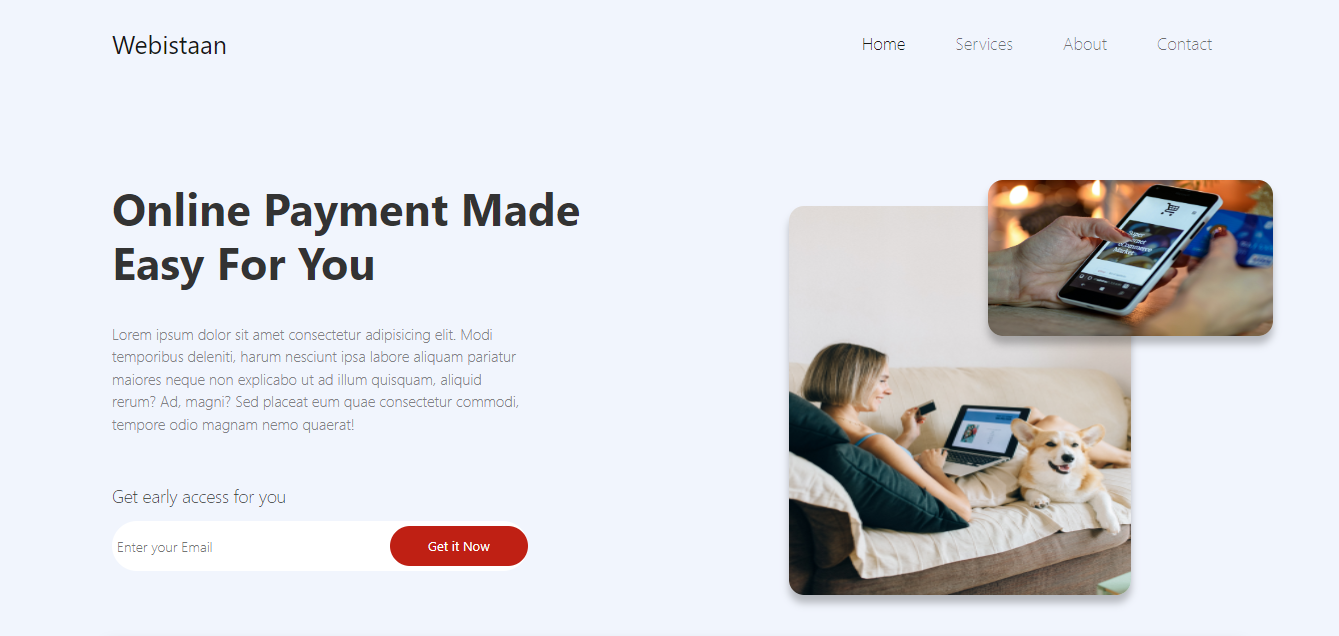 Webistaan
Home
Services
About
Contact
Online Payment Made
Easy For You
Lorem ipsum dolor sit amet consectetur adipisicing elit. Modi
temporibus deleniti, harum nesciunt ipsa labore aliquam pariatur
maiores neque non explicabo ut ad illum quisquam, aliquid
rerum? Ad, magni? Sed placeat eum quae consectetur commodi,
tempore odio magnam nemo quaerat!
Get early access for you
Enter your Email
Get it Now